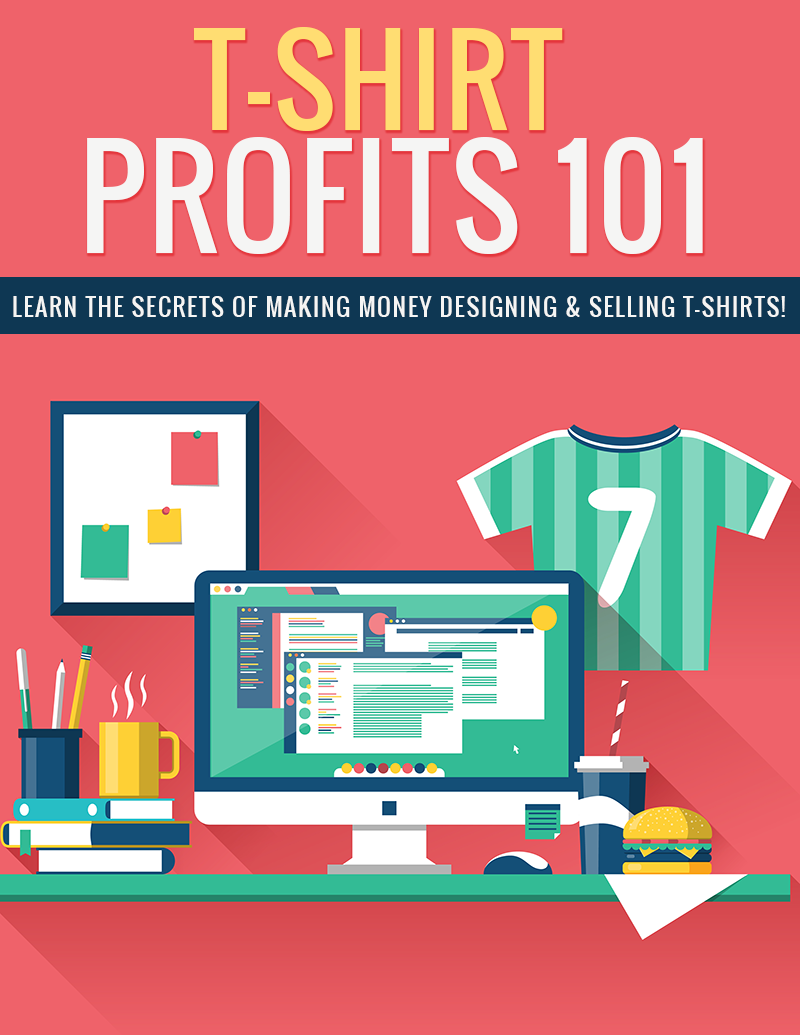 T-SHIRT
PROFITS 101
LEARN THE SECRETS OF MAKING MONEY DESIGNING & SELLING T-SHIRTS!
7